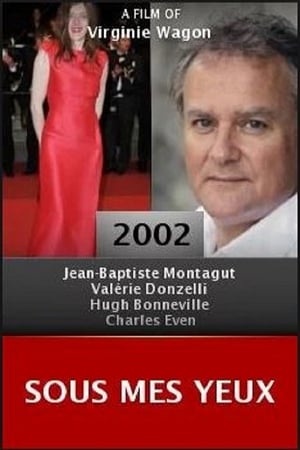 A FILM OF
Virginie Wagon
2002
Jean-Baptiste Montagut
Valérie Donzelli
Hugh Bonneville
Charles Even
SOUS MES YEUX